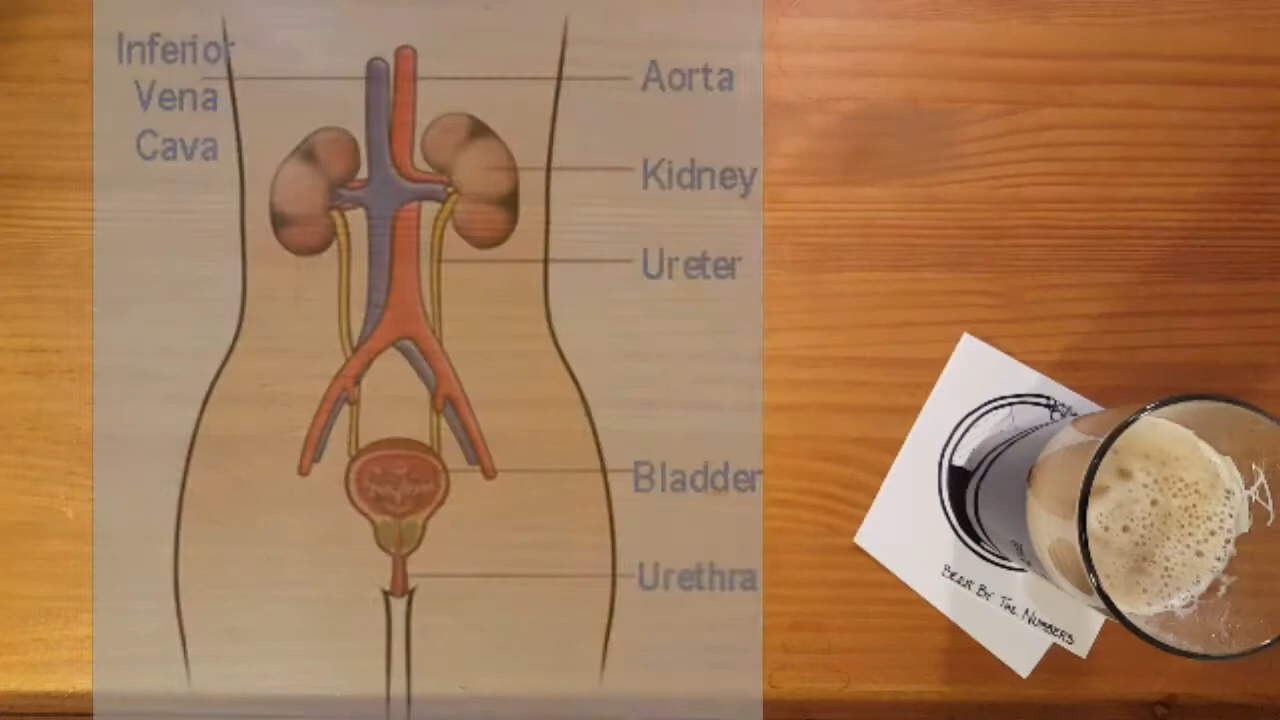 Inferior
Vena
Cava
Aorta
Kidney
Ureter
Bladder
Urethra
BEER BY THE NUMBERS